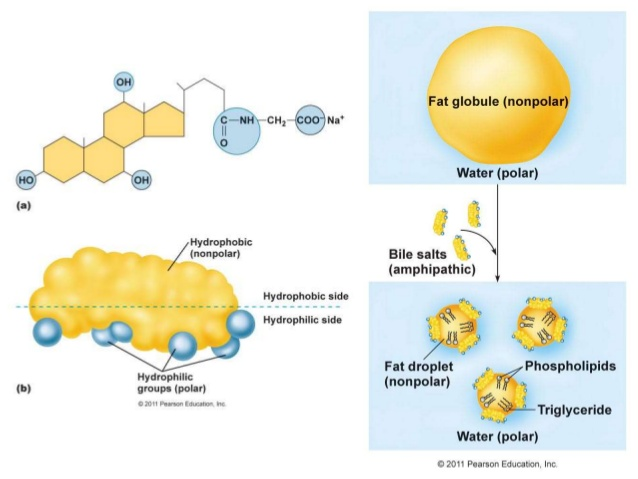 OH
C
NH
CH₂
COO⁻
Na⁺
O
HO
OH
(a)
Hydrophobic
(nonpolar)
Hydrophobic side
Hydrophilic side
Hydrophilic
groups (polar)
(b)
© 2011 Pearson Education, Inc.
Fat globule (nonpolar)
Water (polar)
Bile salts
(amphipathic)
Fat droplet
(nonpolar)
Phospholipids
Triglyceride
Water (polar)
© 2011 Pearson Education, Inc.